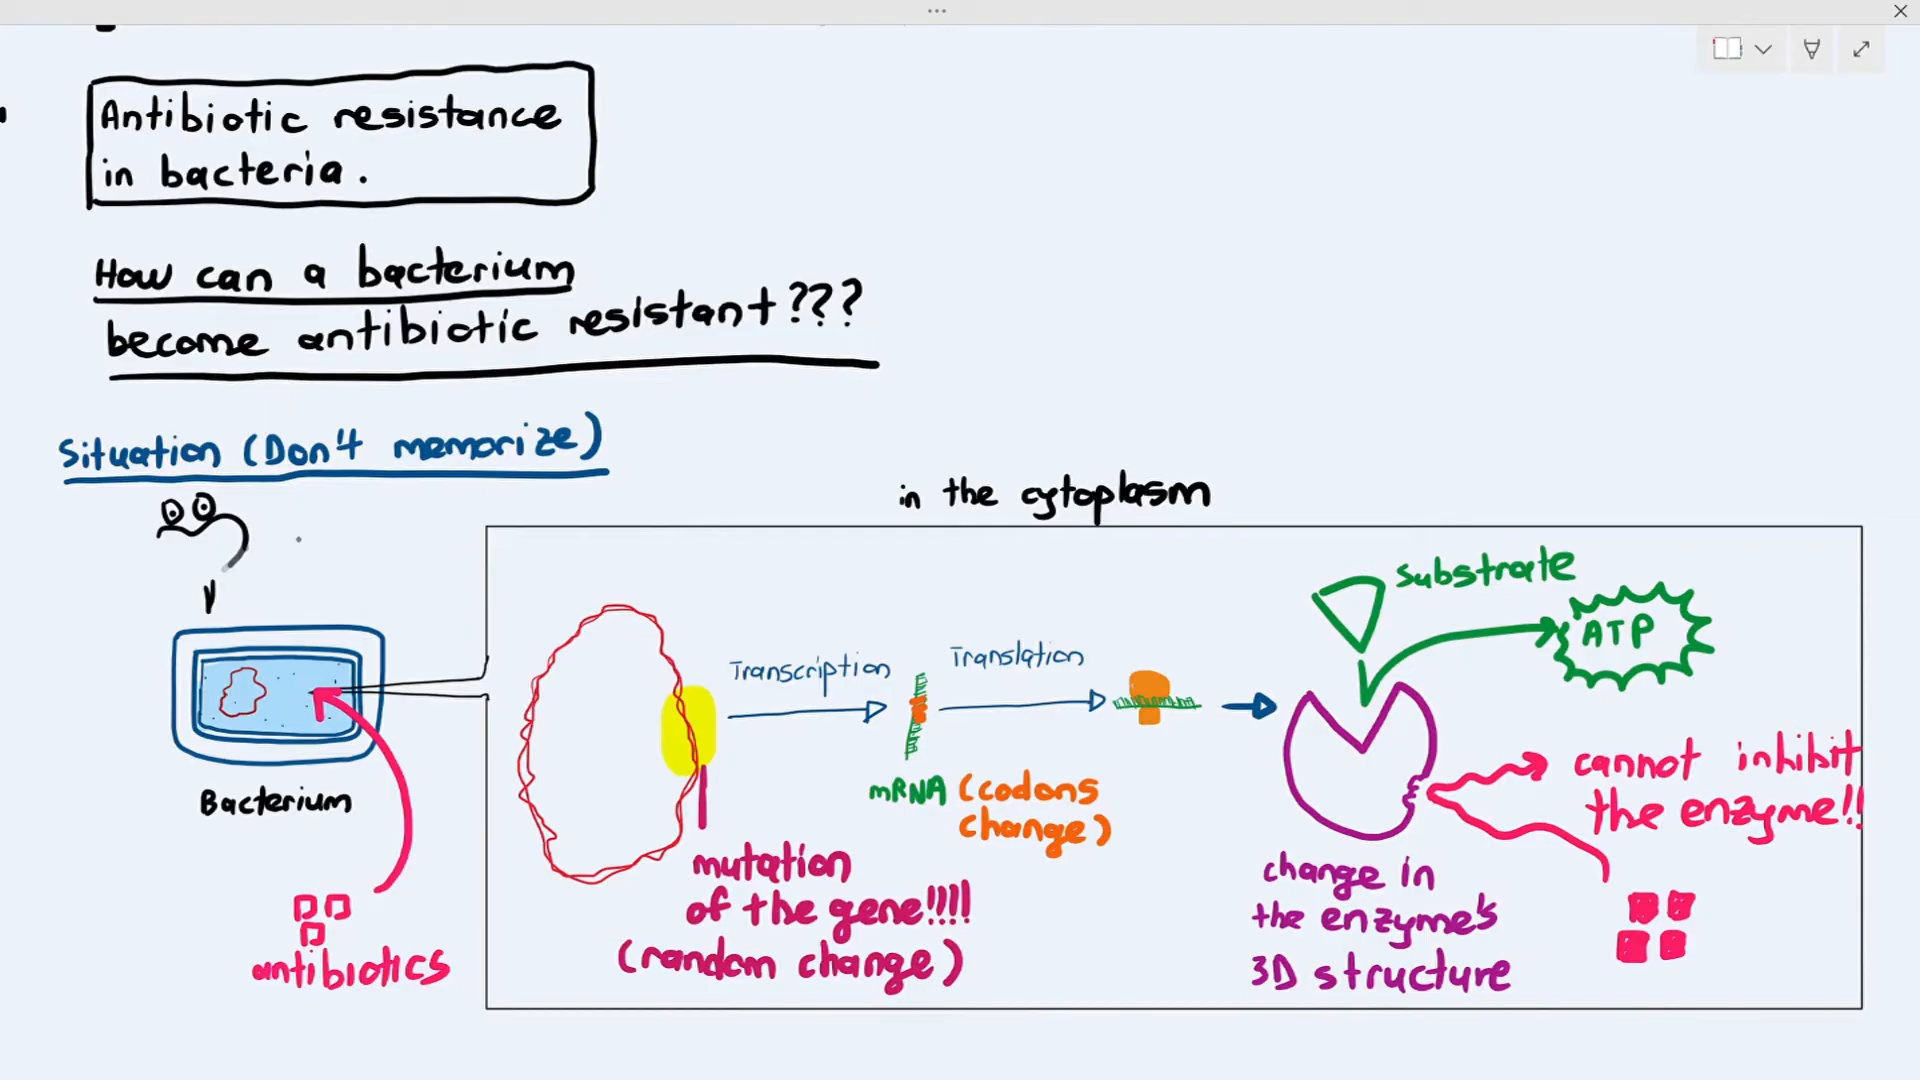 Antibiotic resistance
in bacteria.
How can a bacterium
become antibiotic resistant???
Situation (Don't memorize)
in the cytoplasm
Substrate
ATP
Transcription
Translation
cannot inhibit
the enzyme!!
mRNA (codons
change)
Bacterium
mutation
of the gene!!!!
(random change)
change in
the enzyme's
3D structure
antibiotics